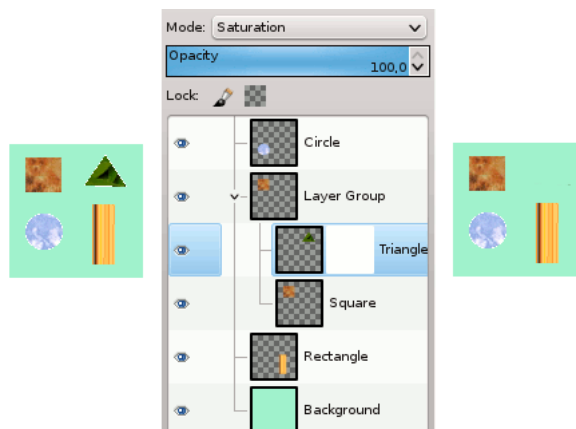 Mode: Saturation
Opacity
100,0
Lock:
Circle
Layer Group
Triangle
Square
Rectangle
Background